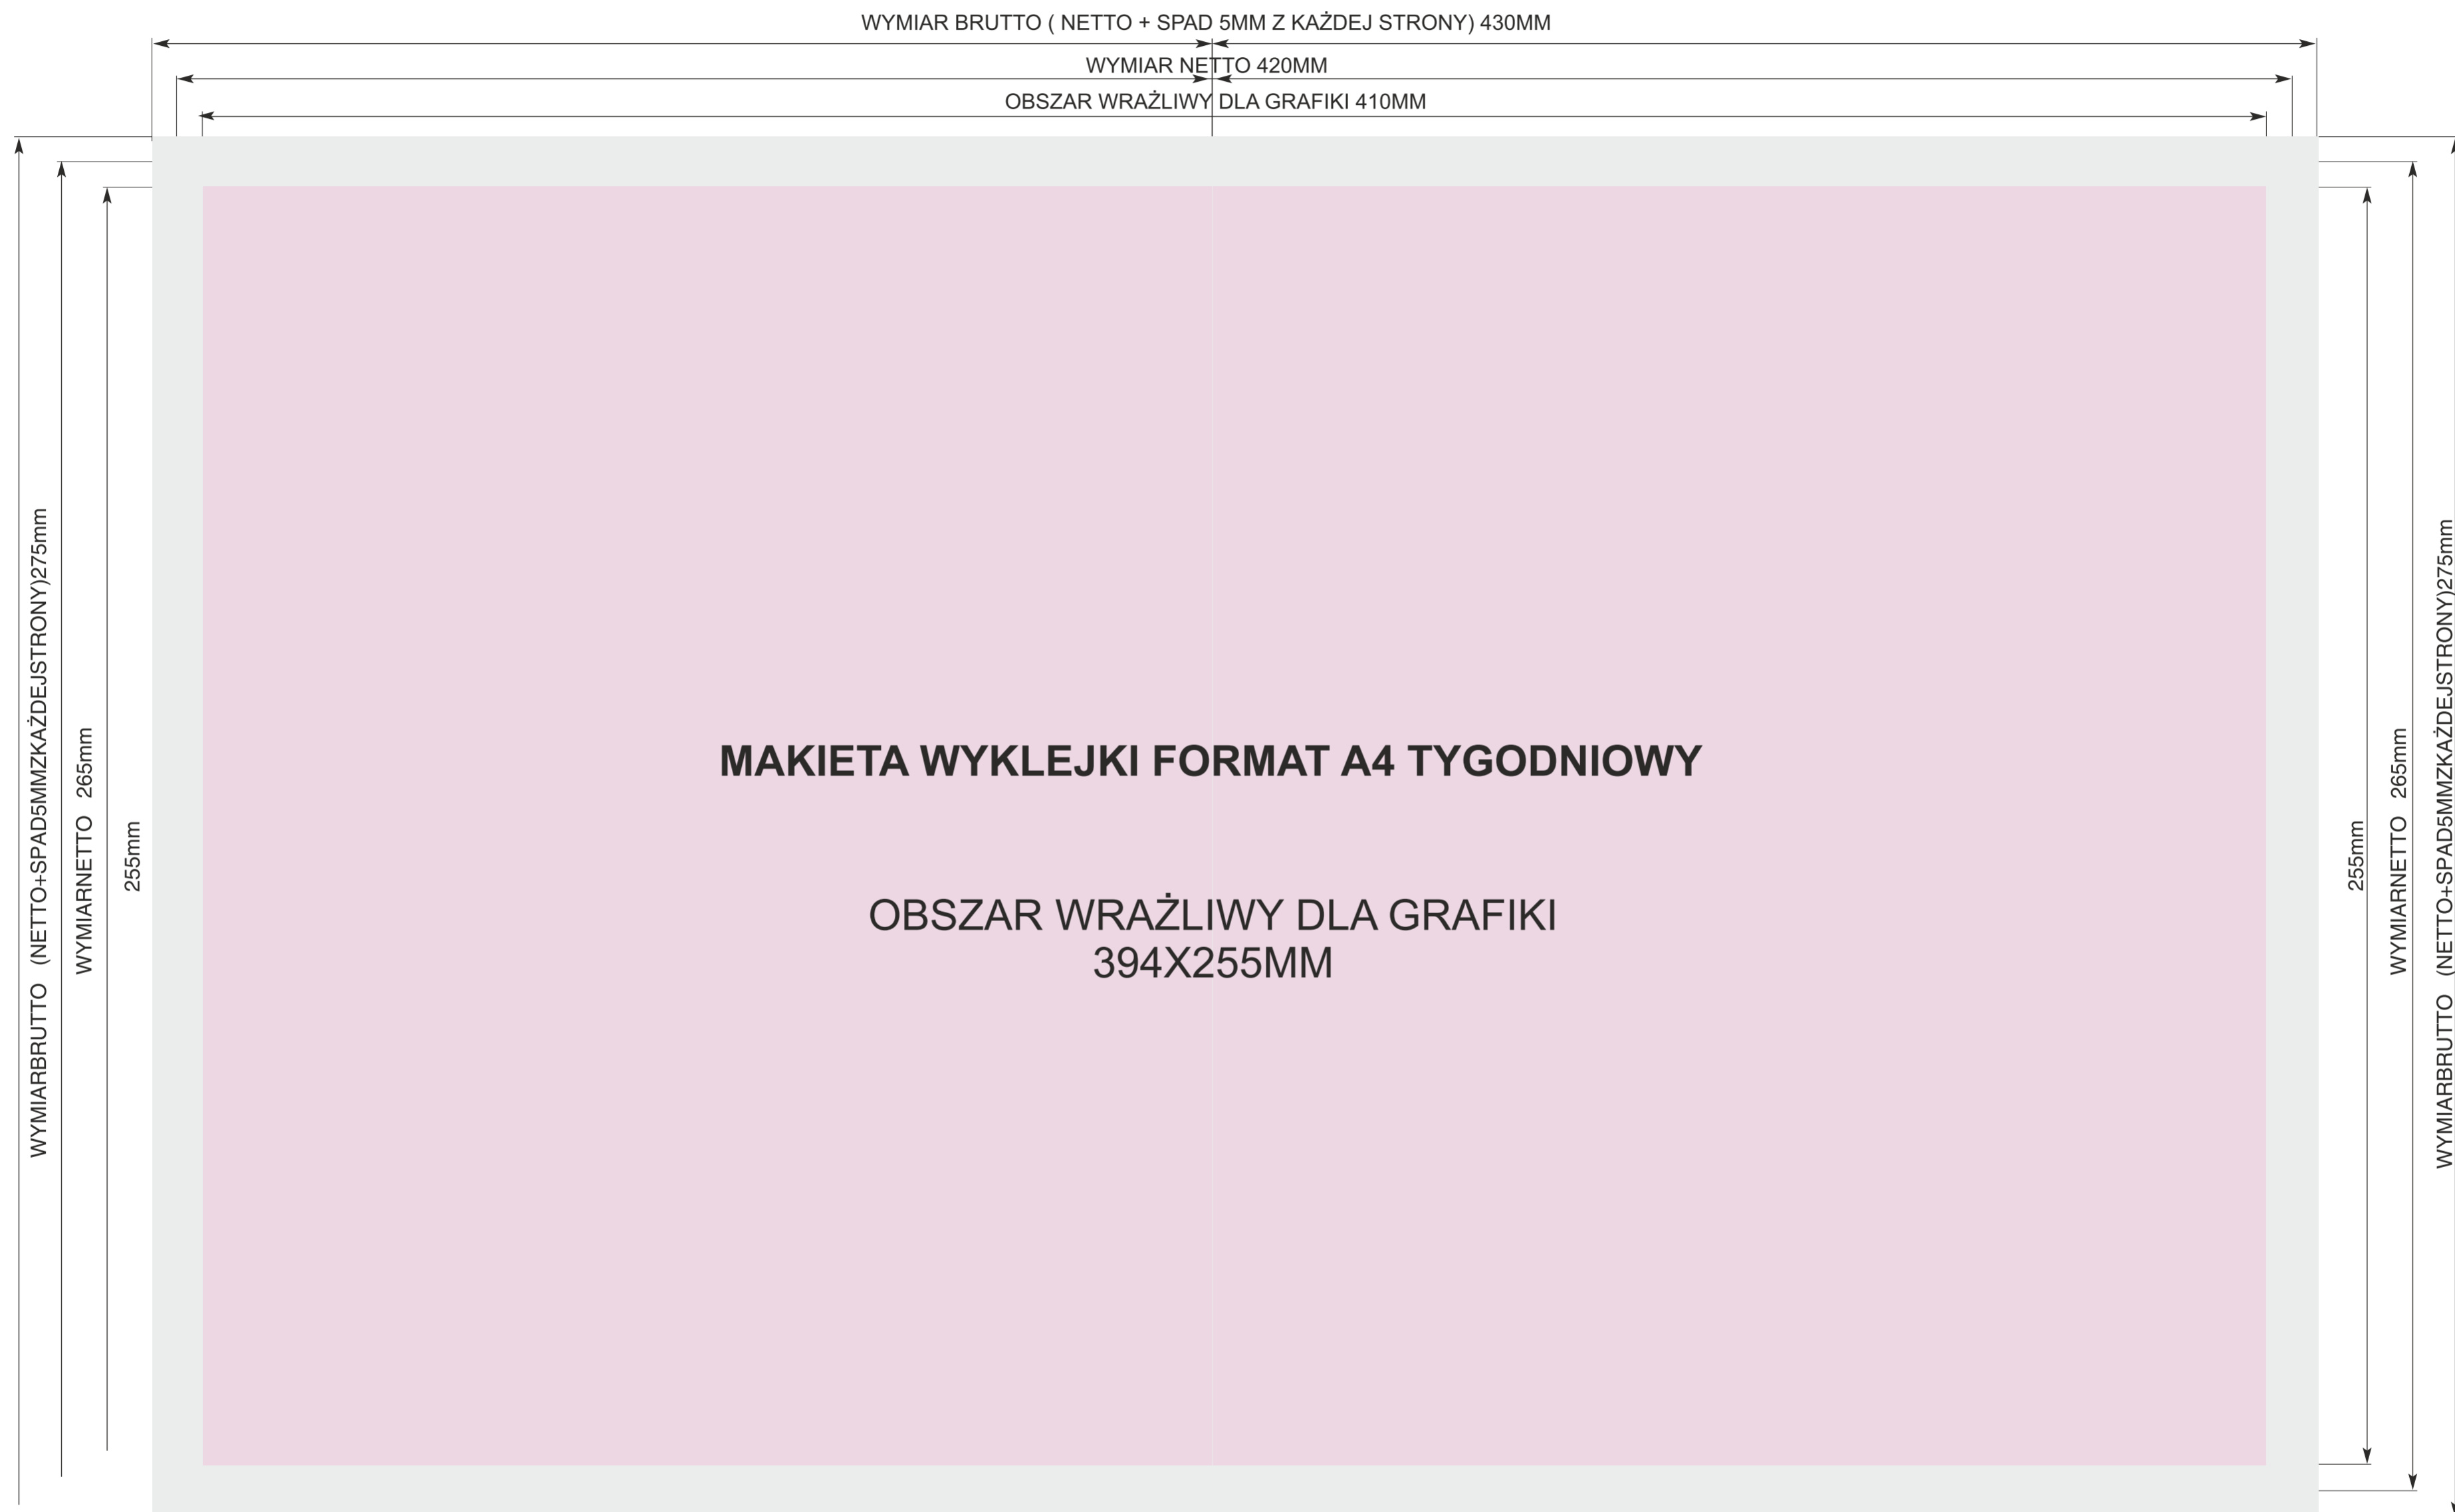 WYMIAR BRUTTO ( NETTO + SPAD 5MM Z KAŻDEJ STRONY) 430MM
WYMIAR NETTO 420MM
OBSZAR WRAŻLIWY DLA GRAFIKI 410MM
WYMIARBRUTTO (NETTO+SPAD5MMZKAŻDEJSTRONY)275mm
WYMIARNETTO 265mm
255mm
MAKIETA WYKLEJKI FORMAT A4 TYGODNIOWY
OBSZAR WRAŻLIWY DLA GRAFIKI
394X255MM
255mm
WYMIARNETTO 265mm
WYMIARBRUTTO (NETTO+SPAD5MMZKAŻDEJSTRONY)275mm